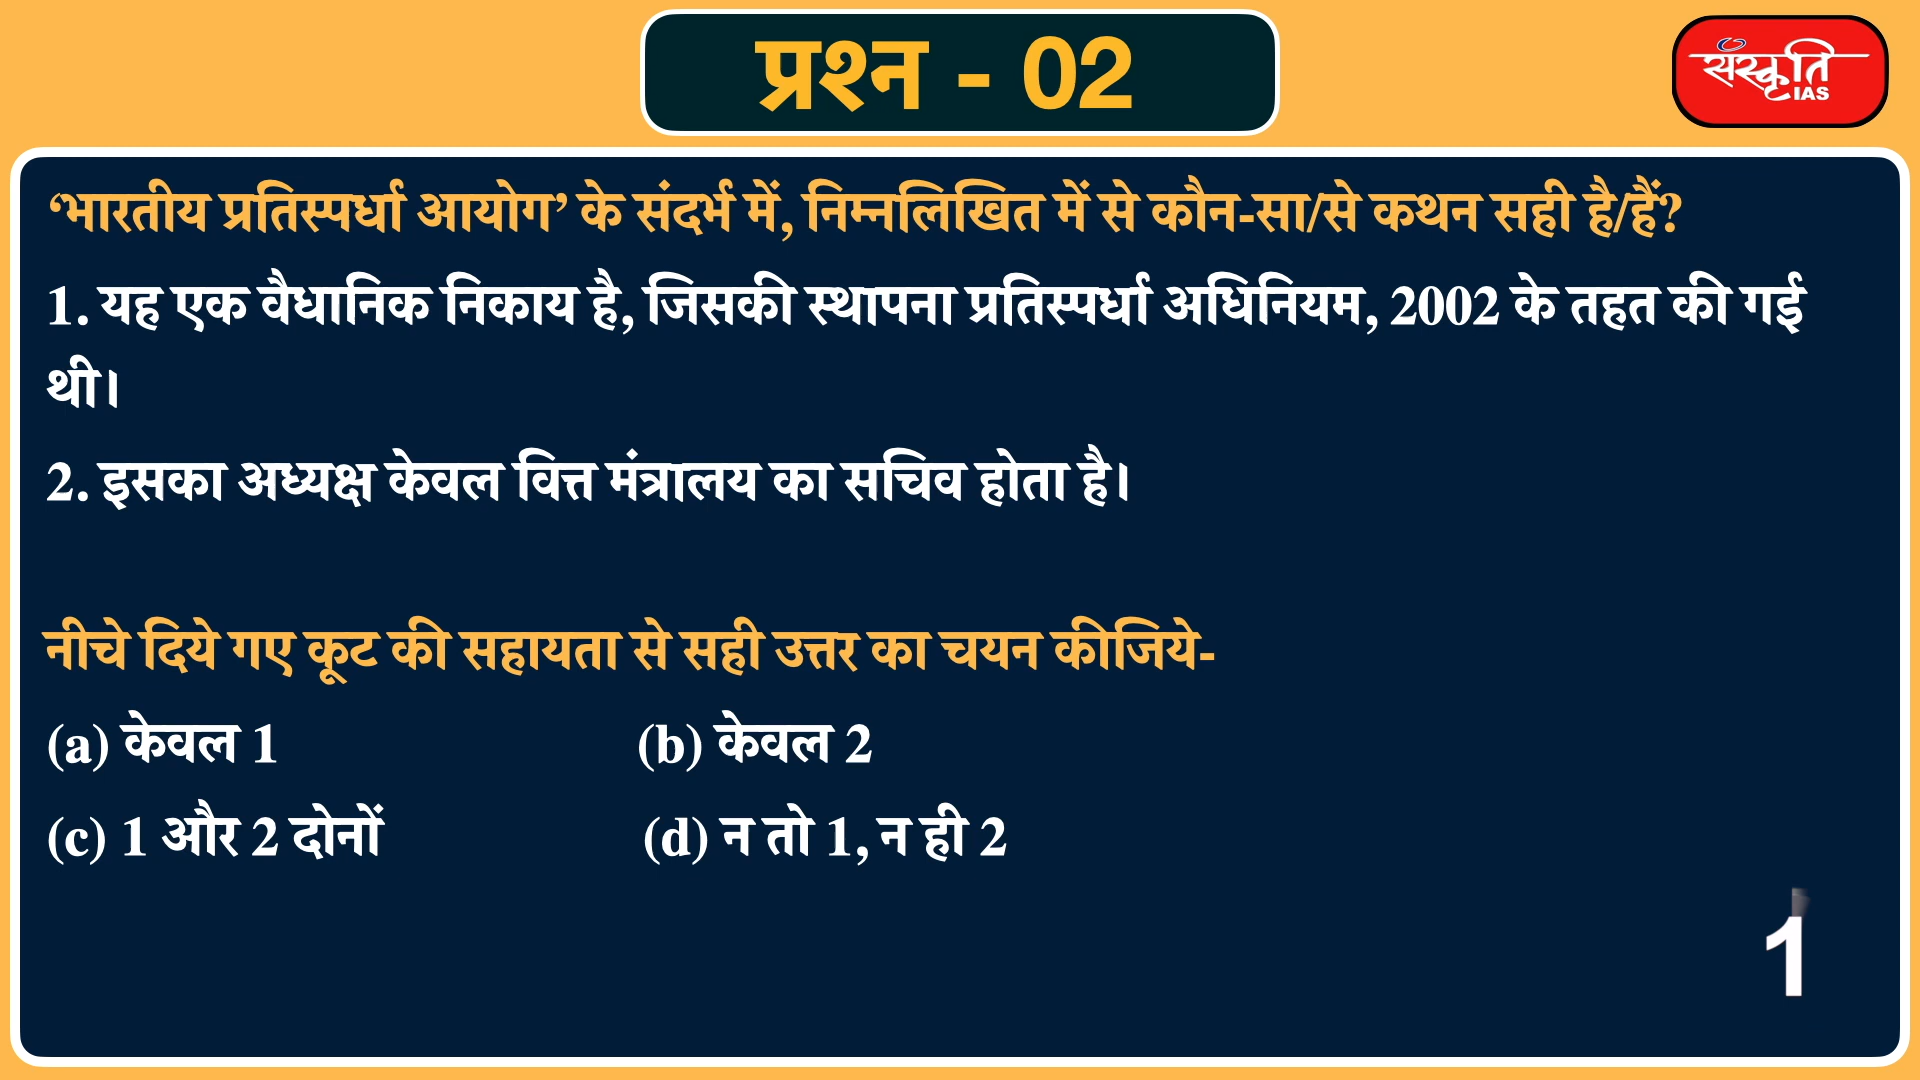 प्रश्न - 02
संस्कृति
IAS
‘भारतीय प्रतिस्पर्धा आयोग’ के संदर्भ में, निम्नलिखित में से कौन-सा/से कथन सही है/हैं?
1. यह एक वैधानिक निकाय है, जिसकी स्थापना प्रतिस्पर्धा अधिनियम, 2002 के तहत की गई
थी।
2. इसका अध्यक्ष केवल वित्त मंत्रालय का सचिव होता है।
नीचे दिये गए कूट की सहायता से सही उत्तर का चयन कीजिये-
(a) केवल 1 (b) केवल 2
(c) 1 और 2 दोनों (d) न तो 1, न ही 2
1